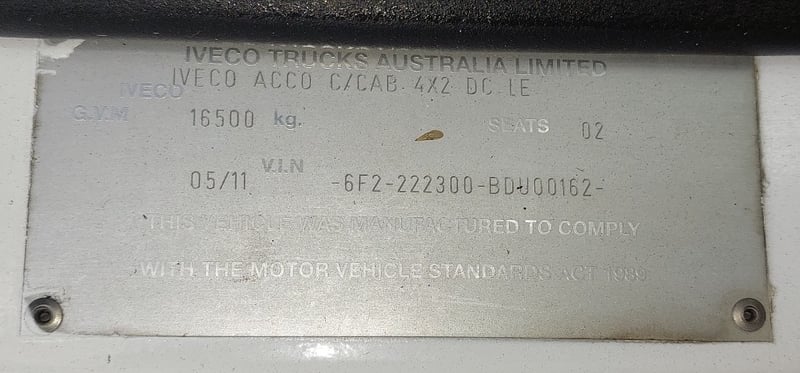 IVECO TRUCKS AUSTRALIA LIMITED
IVECO ACCO C/CAB 4X2 DC LE
IVECO
G.V.M 16500 kg. SEATS 02
V.I.N
05/11 -6F2-222300-BDU00162-
THIS VEHICLE WAS MANUFACTURED TO COMPLY
WITH THE MOTOR VEHICLE STANDARDS ACT 1989